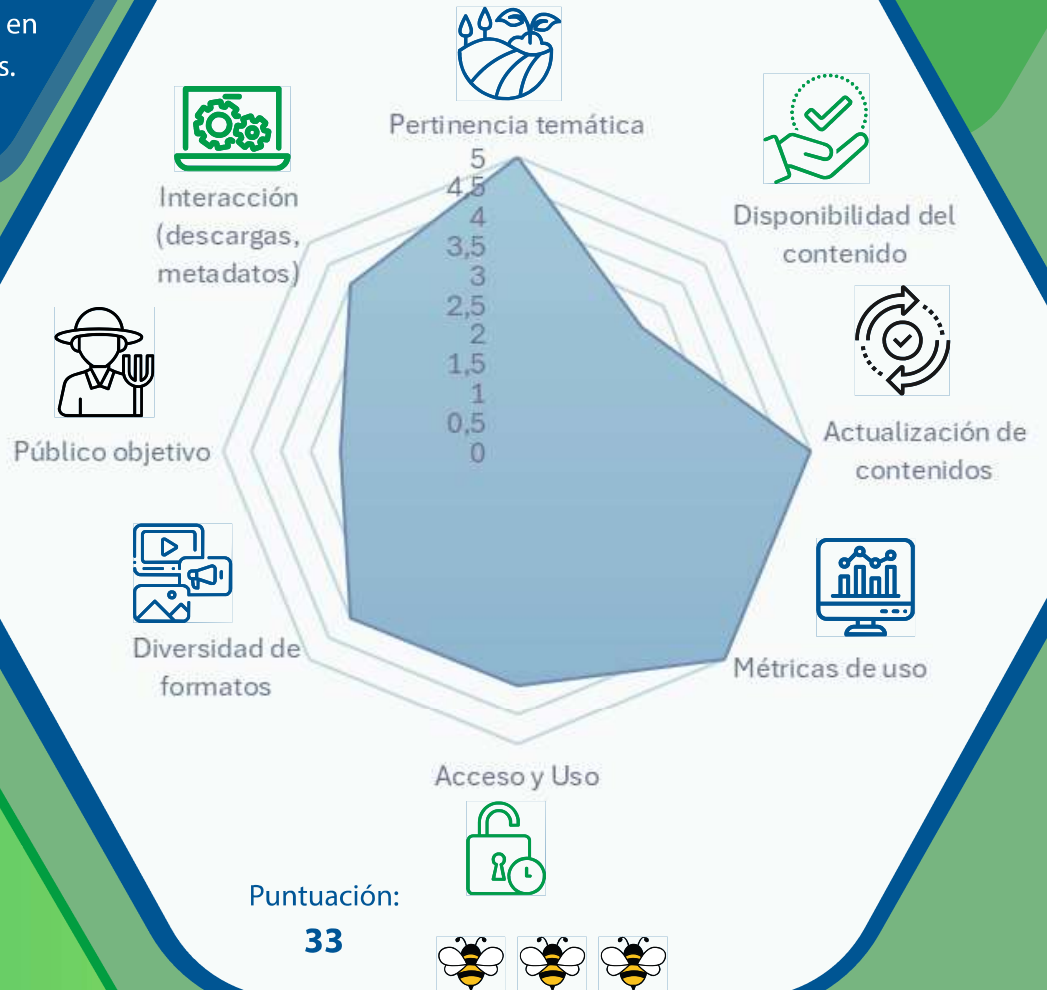 en
s.
Pertinencia temática
5
4,5
4
3,5
3
2,5
2
1,5
1
0,5
0
Disponibilidad del
contenido
Actualización de
contenidos
Métricas de uso
Acceso y Uso
Diversidad de
formatos
Público objetivo
Interacción
(descargas,
metadatos)
Puntuación:
33